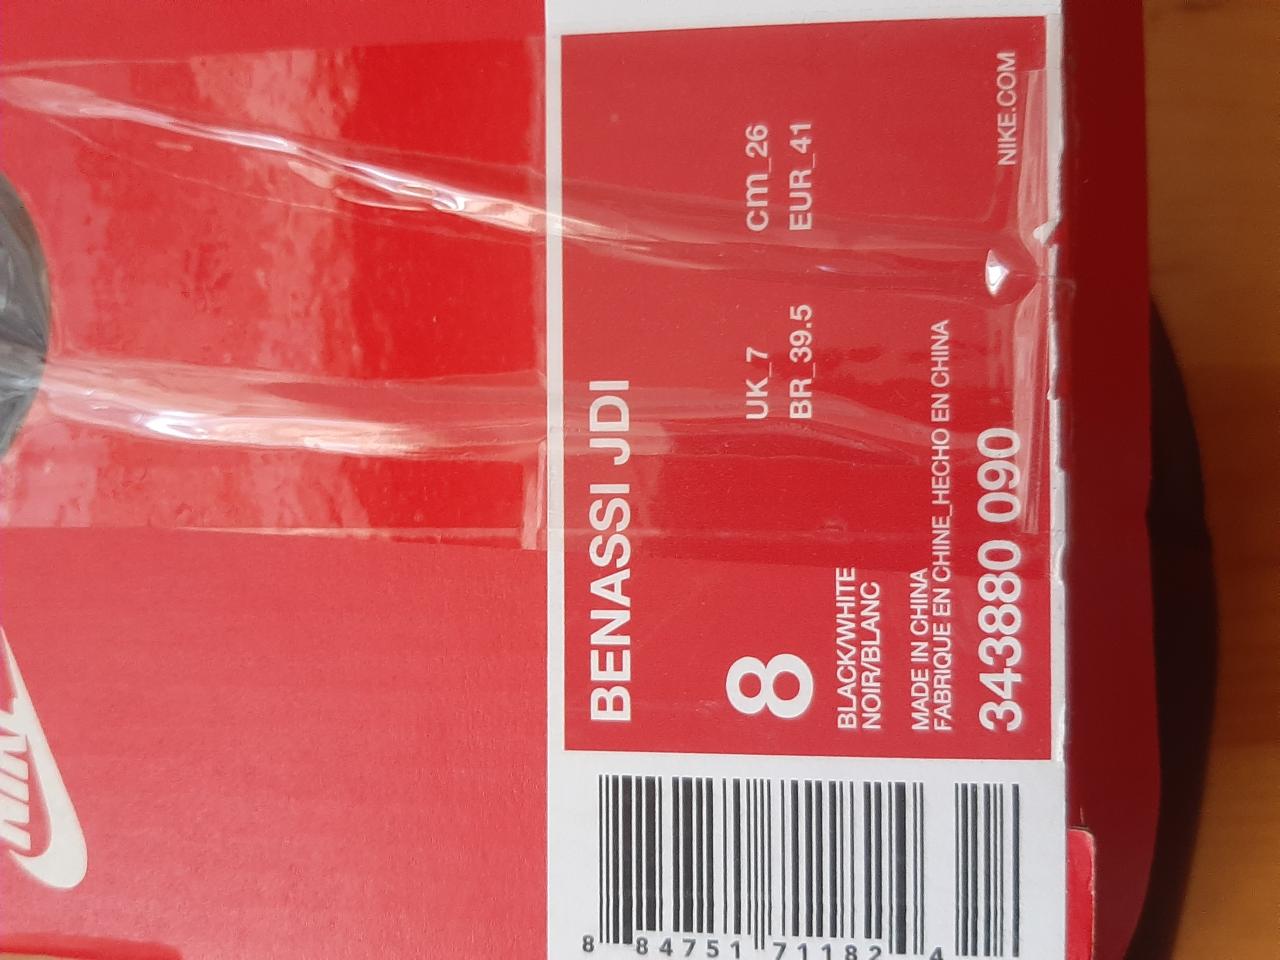 NIKE
BENASSI JDI
8
UK_7
cm_26
BR_39.5
EUR_41
BLACK/WHITE
NOIR/BLANC
MADE IN CHINA
FABRIQUE EN CHINE_HECHO EN CHINA
343880 090
NIKE.COM
8 84751 71182 4